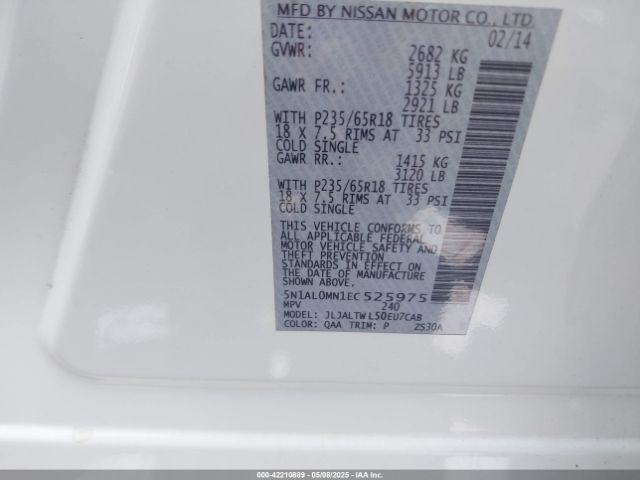 MFD BY NISSAN MOTOR CO., LTD.
DATE: 02/14
GVWR: 2682 KG
5913 LB
GAWR FR.: 1325 KG
2921 LB
WITH P235/65R18 TIRES
18 X 7.5 RIMS AT 33 PSI
COLD SINGLE
GAWR RR.: 1415 KG
3120 LB
WITH P235/65R18 TIRES
18 X 7.5 RIMS AT 33 PSI
COLD SINGLE
THIS VEHICLE CONFORMS TO
ALL APPLICABLE FEDERAL
MOTOR VEHICLE SAFETY AND
THEFT PREVENTION
STANDARDS IN EFFECT ON
THE DATE OF MANUFACTURE
SHOWN ABOVE.
5N1AL0MN1EC525975
MPV 240
MODEL: JLJALTWL50EU7CAB
COLOR: QAA TRIM: P ZS30A
000-42210889 05/08/2025 IAAI.COM